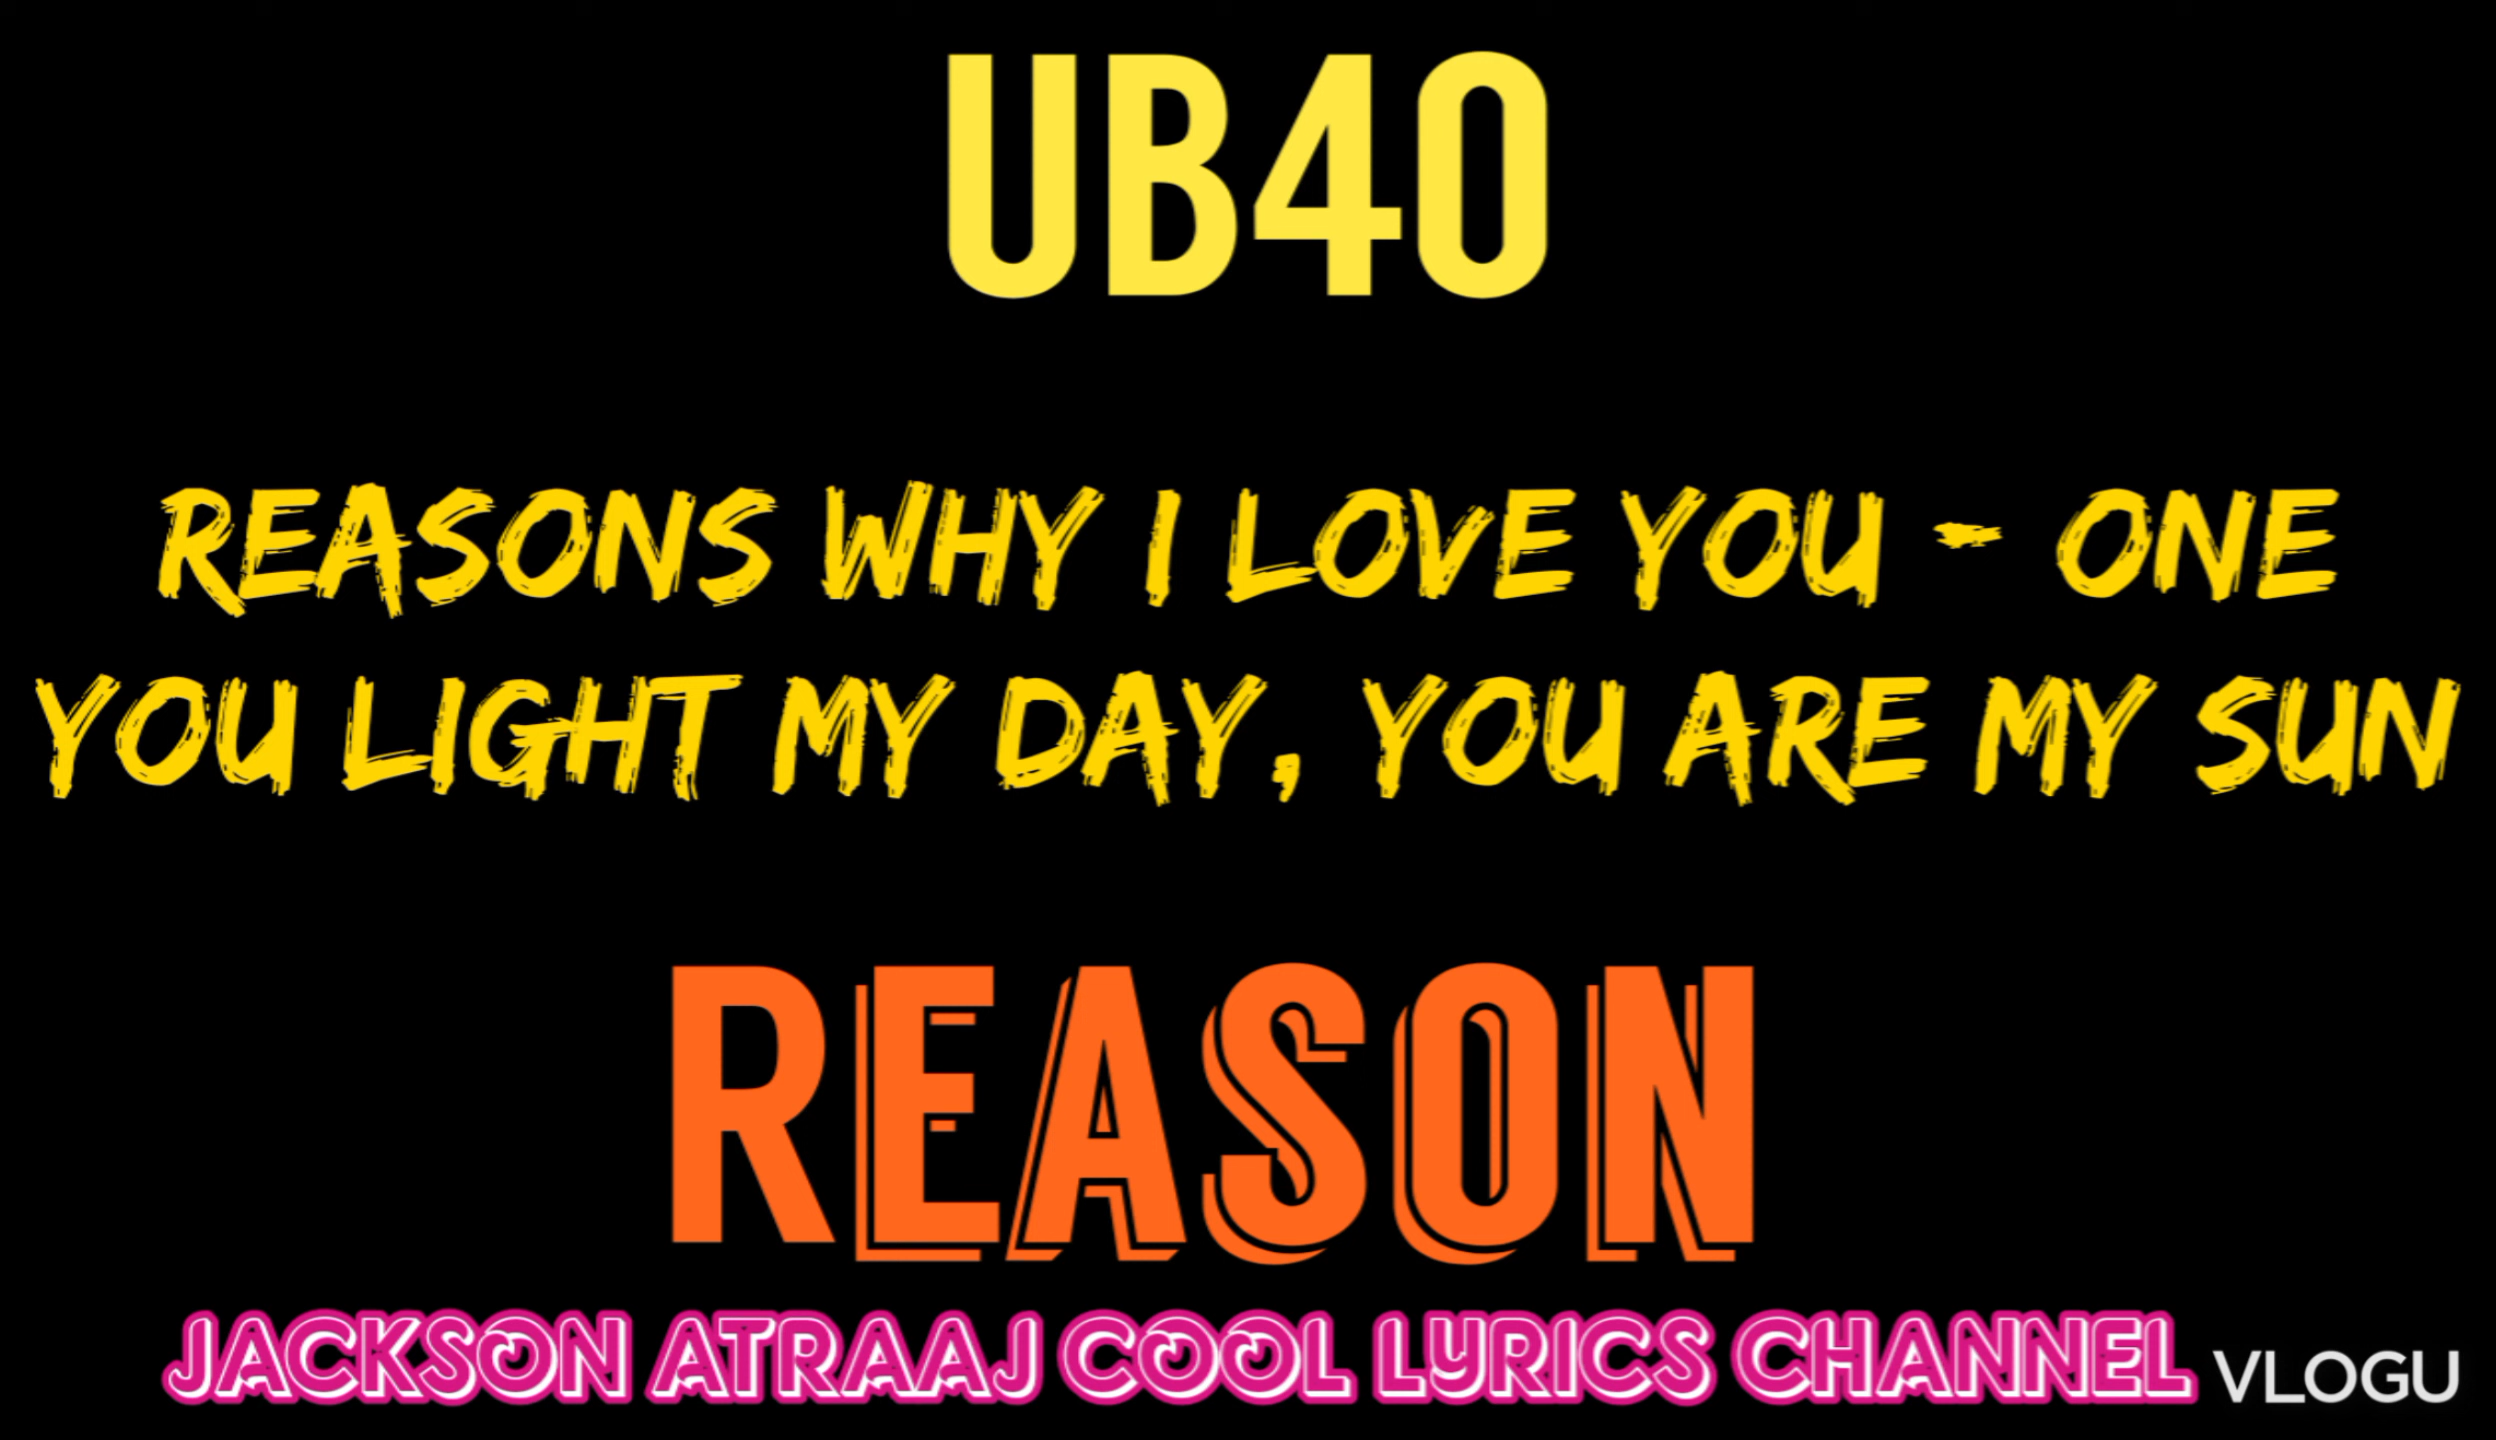 UB40
REASONS WHY I LOVE YOU - ONE
YOU LIGHT MY DAY, YOU ARE MY SUN
REASON
JACKSON ATRAAJ COOL LYRICS CHANNEL
VLOGU